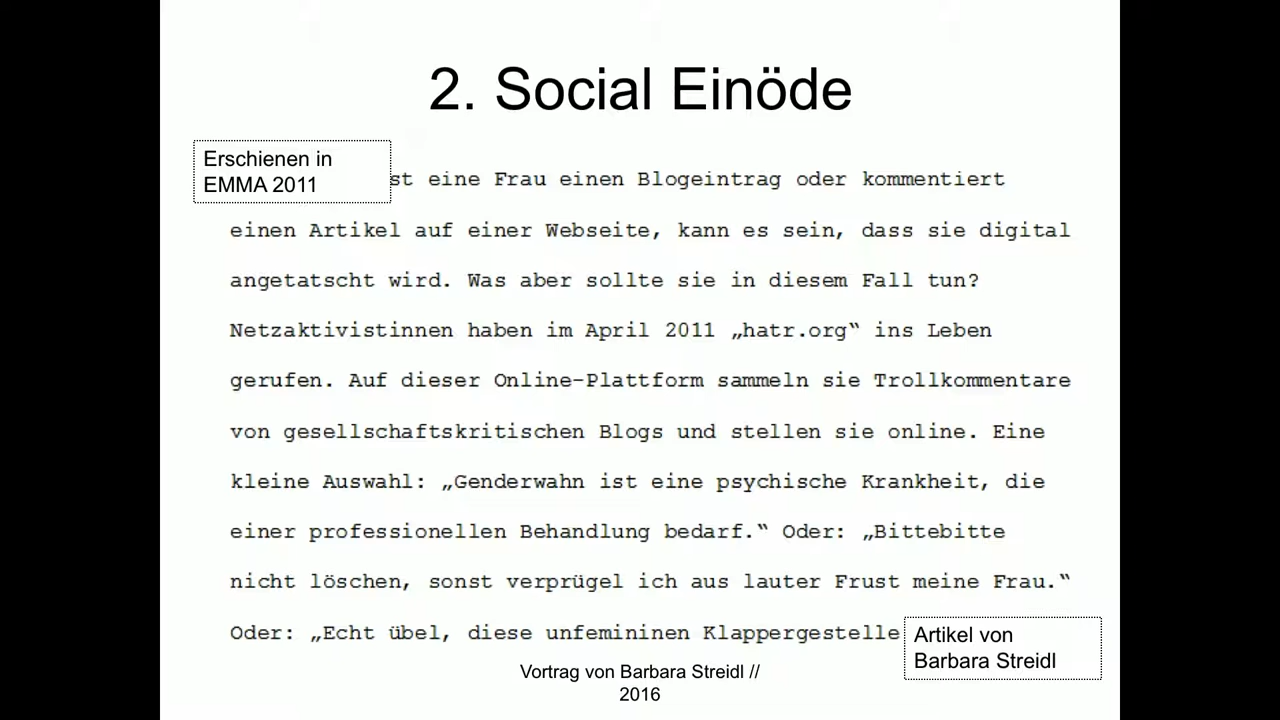 2. Social Einöde
Erschienen in
EMMA 2011
st eine Frau einen Blogeintrag oder kommentiert
einen Artikel auf einer Webseite, kann es sein, dass sie digital
angetatscht wird. Was aber sollte sie in diesem Fall tun?
Netzaktivistinnen haben im April 2011 „hatr.org“ ins Leben
gerufen. Auf dieser Online-Plattform sammeln sie Trollkommentare
von gesellschaftskritischen Blogs und stellen sie online. Eine
kleine Auswahl: „Genderwahn ist eine psychische Krankheit, die
einer professionellen Behandlung bedarf.“ Oder: „Bittebitte
nicht löschen, sonst verprügel ich aus lauter Frust meine Frau.“
Oder: „Echt übel, diese unfemininen Klappergestelle
Artikel von
Barbara Streidl
Vortrag von Barbara Streidl //
2016